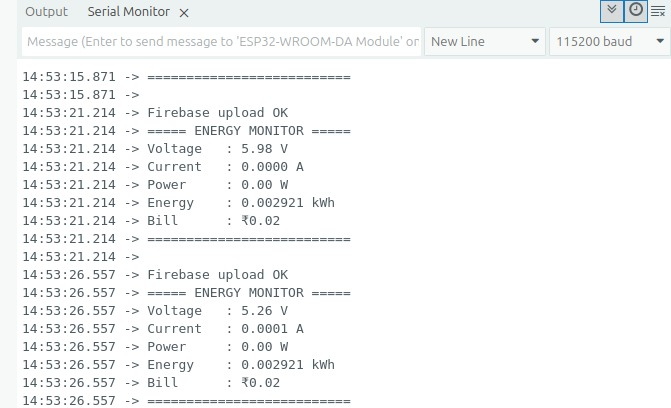 Output Serial Monitor ×
Message (Enter to send message to 'ESP32-WROOM-DA Module' or New Line 115200 baud
14:53:15.871 -> ==========================
14:53:15.871 ->
14:53:21.214 -> Firebase upload OK
14:53:21.214 -> ===== ENERGY MONITOR =====
14:53:21.214 -> Voltage   : 5.98 V
14:53:21.214 -> Current   : 0.0000 A
14:53:21.214 -> Power     : 0.00 W
14:53:21.214 -> Energy    : 0.002921 kWh
14:53:21.214 -> Bill      : ₹0.02
14:53:21.214 -> ==========================
14:53:21.214 ->
14:53:26.557 -> Firebase upload OK
14:53:26.557 -> ===== ENERGY MONITOR =====
14:53:26.557 -> Voltage   : 5.26 V
14:53:26.557 -> Current   : 0.0001 A
14:53:26.557 -> Power     : 0.00 W
14:53:26.557 -> Energy    : 0.002921 kWh
14:53:26.557 -> Bill      : ₹0.02
14:53:26.557 -> ==========================